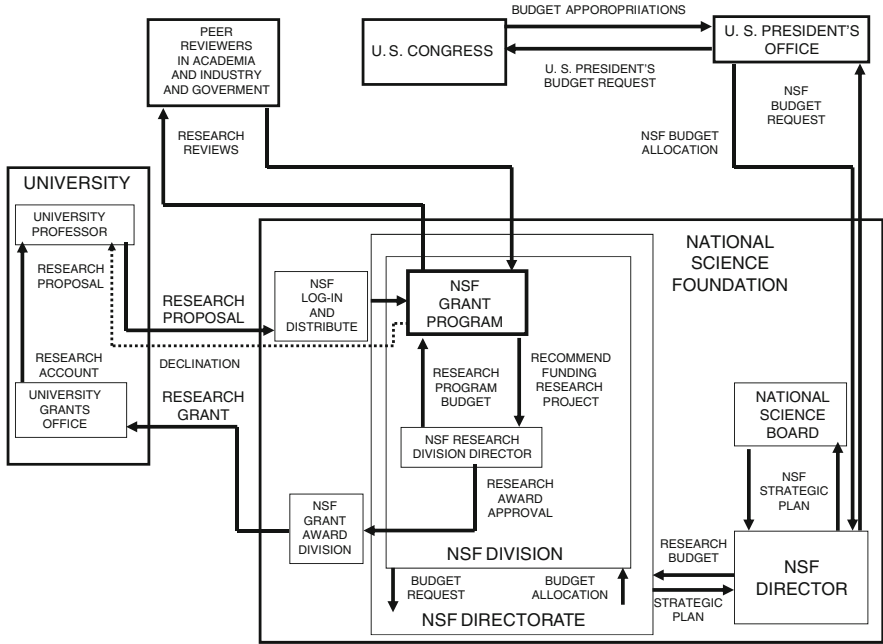 BUDGET APPOROPRIIATIONS
PEER
REVIEWERS
IN ACADEMIA
AND INDUSTRY
AND GOVERMENT
U. S. CONGRESS
U. S. PRESIDENT'S
OFFICE
U. S. PRESIDENT'S
BUDGET REQUEST
NSF
BUDGET
REQUEST
RESEARCH
REVIEWS
NSF BUDGET
ALLOCATION
UNIVERSITY
UNIVERSITY
PROFESSOR
RESEARCH
PROPOSAL
RESEARCH
PROPOSAL
NSF
LOG-IN
AND
DISTRIBUTE
NSF
GRANT
PROGRAM
NATIONAL
SCIENCE
FOUNDATION
DECLINATION
RESEARCH
ACCOUNT
RESEARCH
GRANT
UNIVERSITY
GRANTS
OFFICE
RESEARCH
PROGRAM
BUDGET
RECOMMEND
FUNDING
RESEARCH
PROJECT
NATIONAL
SCIENCE
BOARD
NSF RESEARCH
DIVISION DIRECTOR
NSF
STRATEGIC
PLAN
RESEARCH
AWARD
APPROVAL
NSF
GRANT
AWARD
DIVISION
NSF DIVISION
RESEARCH
BUDGET
NSF
DIRECTOR
BUDGET
REQUEST
BUDGET
ALLOCATION
STRATEGIC
PLAN
NSF DIRECTORATE